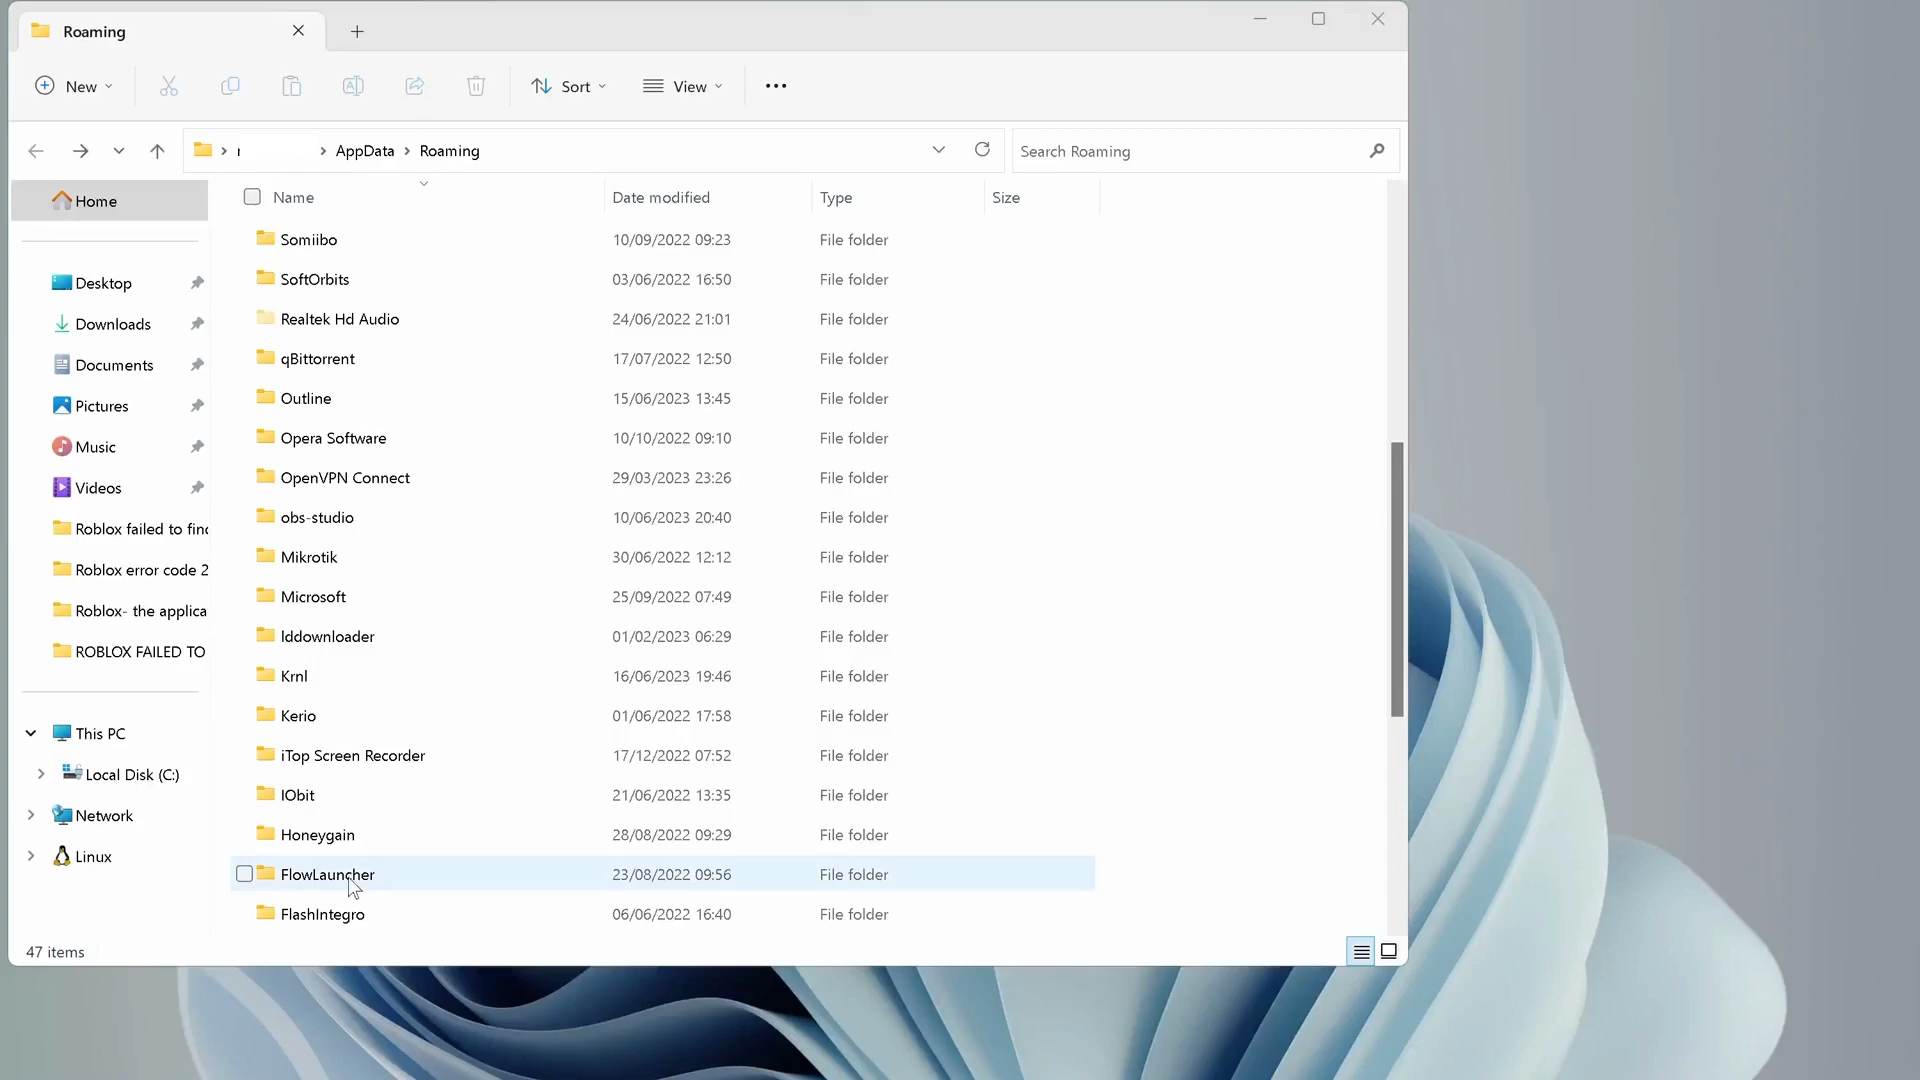 Roaming
New
Sort
View
r > AppData > Roaming
Search Roaming
Home
Desktop
Downloads
Documents
Pictures
Music
Videos
Roblox failed to find
Roblox error code 2
Roblox- the applica
ROBLOX FAILED TO
This PC
Local Disk (C:)
Network
Linux
Name Date modified Type Size
Somiibo 10/09/2022 09:23 File folder
SoftOrbits 03/06/2022 16:50 File folder
Realtek Hd Audio 24/06/2022 21:01 File folder
qBittorrent 17/07/2022 12:50 File folder
Outline 15/06/2023 13:45 File folder
Opera Software 10/10/2022 09:10 File folder
OpenVPN Connect 29/03/2023 23:26 File folder
obs-studio 10/06/2023 20:40 File folder
Mikrotik 30/06/2022 12:12 File folder
Microsoft 25/09/2022 07:49 File folder
lddownloader 01/02/2023 06:29 File folder
Krnl 16/06/2023 19:46 File folder
Kerio 01/06/2022 17:58 File folder
iTop Screen Recorder 17/12/2022 07:52 File folder
IObit 21/06/2022 13:35 File folder
Honeygain 28/08/2022 09:29 File folder
FlowLauncher 23/08/2022 09:56 File folder
FlashIntegro 06/06/2022 16:40 File folder
47 items